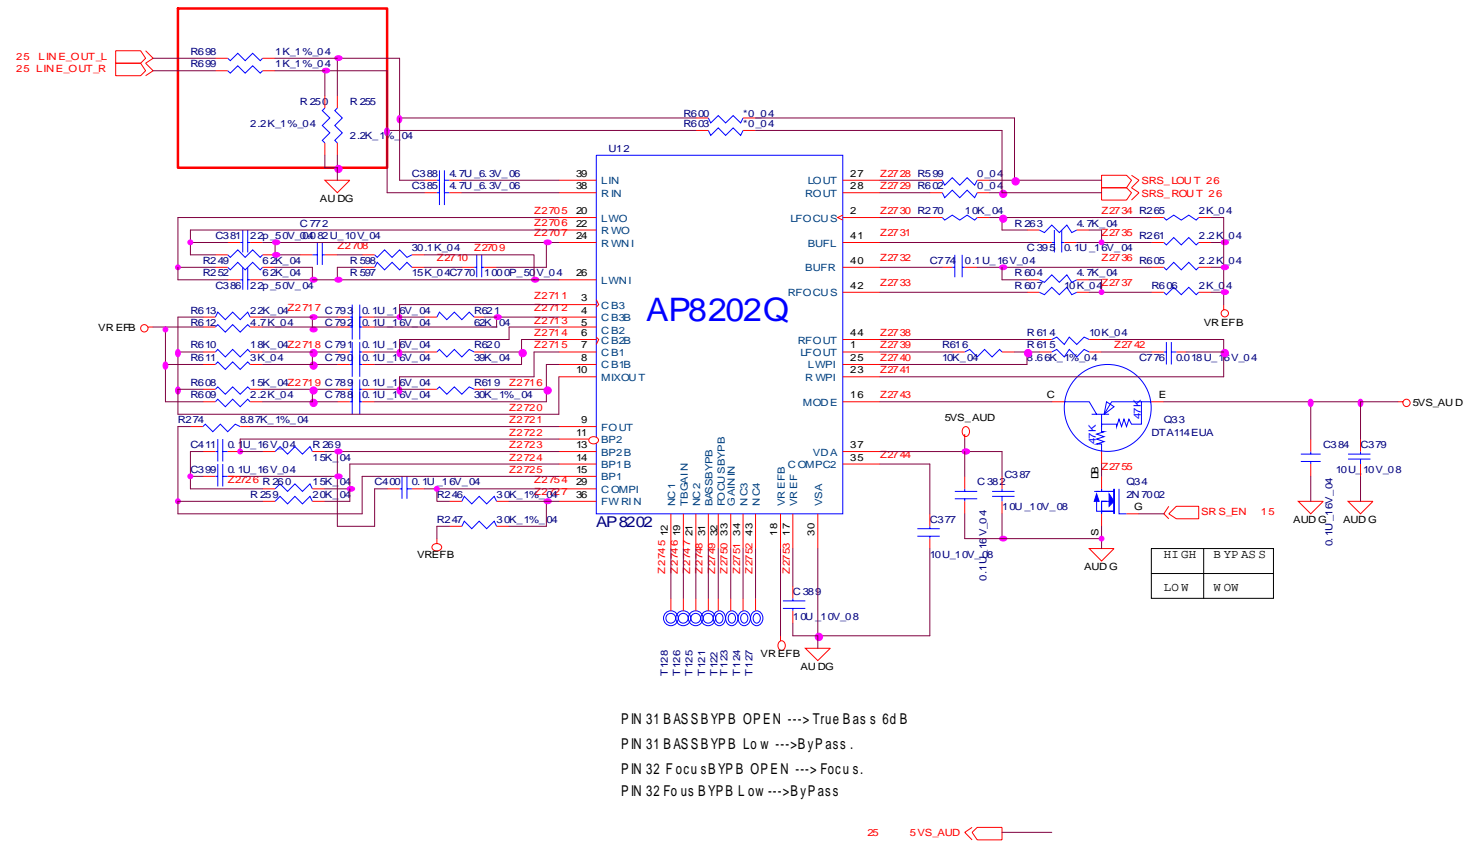 25 LINE_OUT_L
25 LINE_OUT_R
R698 1K_1%_04
R699 1K_1%_04
R250 R255
2.2K_1%_04
2.2K_1%_04
AUDG
R600 *0_04
R603 *0_04
U12
C388 4.7U_6.3V_06
C385 4.7U_6.3V_06
39 LIN
38 RIN
Z2705 20 LWO
Z2706 22 RWO
Z2707 24 RWNI
26 LWNI
C772
C381 22p_50V_04 0.082U_10V_04
Z2708
R249 62K_04
30.1K_04 Z2709
R598 Z2710
R252 62K_04
R597 15K_04 C770 1000P_50V_04
C386 22p_50V_04
Z2711 3 CB3
Z2712 4 CB3B
Z2713 5 CB2
Z2714 6 CB2B
Z2715 7 CB1
8 CB1B
Z2716 10 MIXOUT
VREFB
R613 22K_04 Z2717 C793 0.1U_16V_04 R621
R612 4.7K_04 C792 0.1U_16V_04 62K_04
R610 18K_04 Z2718 C791 0.1U_16V_04 R620
R611 3K_04 C790 0.1U_16V_04 39K_04
R608 15K_04 Z2719 C789 0.1U_16V_04 R619
R609 2.2K_04 C788 0.1U_16V_04 30K_1%_04
Z2720
R274 8.87K_1%_04
Z2721 9 FOUT
Z2722 11 BP2
Z2723 13 BP2B
Z2724 14 BP1B
Z2725 15 BP1
Z2754 29 COMPI
Z2727 36 FWRIN
C411 0.1U_16V_04 R269
15K_04
C399 0.1U_16V_04
Z2726 R260 15K_04
R259 20K_04
C400 0.1U_16V_04
R246 30K_1%_04
R247 30K_1%_04
VREFB
AP8202Q
AP8202
LOUT 27 Z2728 R599 0_04
ROUT 28 Z2729 R602 0_04
SRS_LOUT 26
SRS_ROUT 26
LFOCUS 2 Z2730 R270 10K_04 Z2734 R265 2K_04
R263 4.7K_04
BUFL 41 Z2731 Z2735 R261 2.2K_04
C395 0.1U_16V_04
BUFR 40 Z2732 C774 0.1U_16V_04 Z2736 R605 2.2K_04
R604 4.7K_04
RFOCUS 42 Z2733 R607 10K_04 Z2737 R606 2K_04
VREFB
RFOUT 44 Z2738 R614 10K_04
LFOUT 1 Z2739 R616 R615 Z2742
LWPI 25 Z2740 10K_04 8.66K_1%_04 C776 0.018U_16V_04
RWPI 23 Z2741
MODE 16 Z2743
C E
47K
47K
Q33
DTA114EUA
5VS_AUD
5VS_AUD
VDA 37
COMPC2 35 Z2744
Z2755
D
Q34
2N7002
G
S
SRS_EN 15
AUDG
C382
0.1U_16V_04
C387
10U_10V_08
C377
10U_10V_08
C384
0.1U_16V_04
C379
10U_10V_08
AUDG AUDG
HIGH BYPASS
LOW WOW
NC1 12 Z2745 T128
TBGAIN 19 Z2746 T126
NC2 21 Z2747 T125
BASSBYPB 31 Z2748 T121
FOCUSBYPB 32 Z2749 T122
GAININ 33 Z2750 T123
NC3 34 Z2751 T124
NC4 43 Z2752 T127
VREFB 18
VREF 17 Z2753
VSA 30
C389
10U_10V_08
VREFB
AUDG
PIN31 BASSBYPB OPEN ---> TrueBass 6dB
PIN31 BASSBYPB Low --->ByPass.
PIN32 FocusBYPB OPEN ---> Focus.
PIN32 Fous BYPB Low --->ByPass
25 5VS_AUD